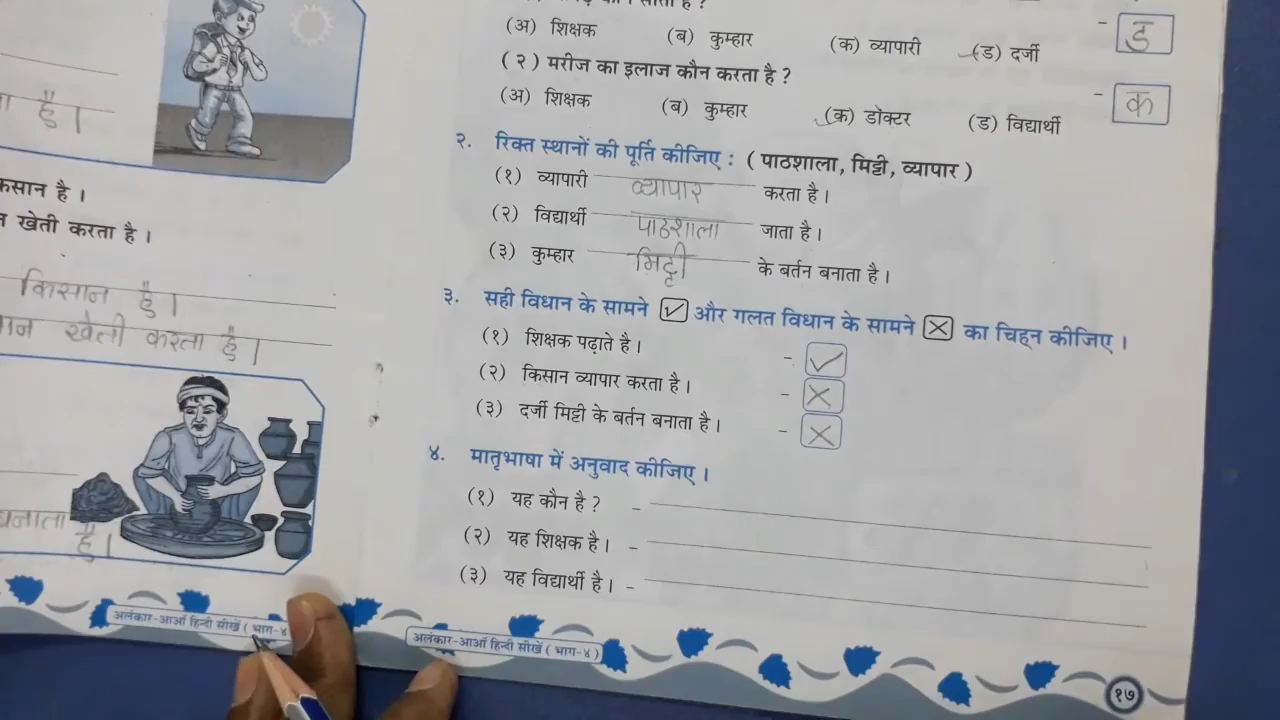 है।
है।
खेती करता है।
किसान है।
खेती करता है।
बनाता
है।
अलंकार-आओं हिन्दी सीखें ( भाग-४
(अ) शिक्षक (ब) कुम्हार (क) व्यापारी (ड) दर्जी - ड
(२) मरीज का इलाज कौन करता है ?
(अ) शिक्षक (ब) कुम्हार (क) डॉक्टर (ड) विद्यार्थी - क
२. रिक्त स्थानों की पूर्ति कीजिए : ( पाठशाला, मिट्टी, व्यापार )
(१) व्यापारी व्यापार करता है।
(२) विद्यार्थी पाठशाला जाता है।
(३) कुम्हार मिट्टी के बर्तन बनाता है।
३. सही विधान के सामने ✓ और गलत विधान के सामने ✗ का चिह्न कीजिए।
(१) शिक्षक पढ़ाते है। - ✓
(२) किसान व्यापार करता है। - ✗
(३) दर्जी मिट्टी के बर्तन बनाता है। - ✗
४. मातृभाषा में अनुवाद कीजिए।
(१) यह कौन है ? -
(२) यह शिक्षक है। -
(३) यह विद्यार्थी है। -
अलंकार-आओं हिन्दी सीखें ( भाग-४ )
१७